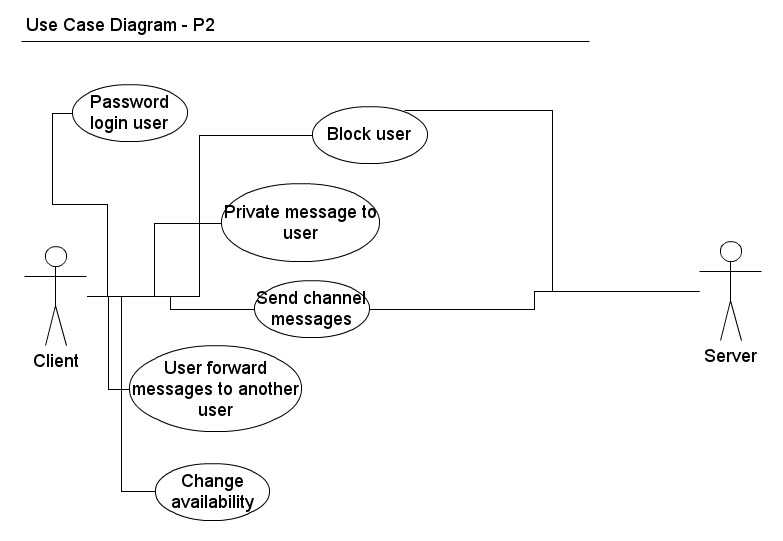 Use Case Diagram - P2
Password
login user
Block user
Private message to
user
Send channel
messages
Client
Server
User forward
messages to another
user
Change
availability